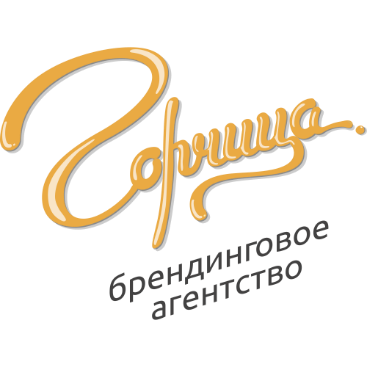 Горчица
брендинговое
агентство